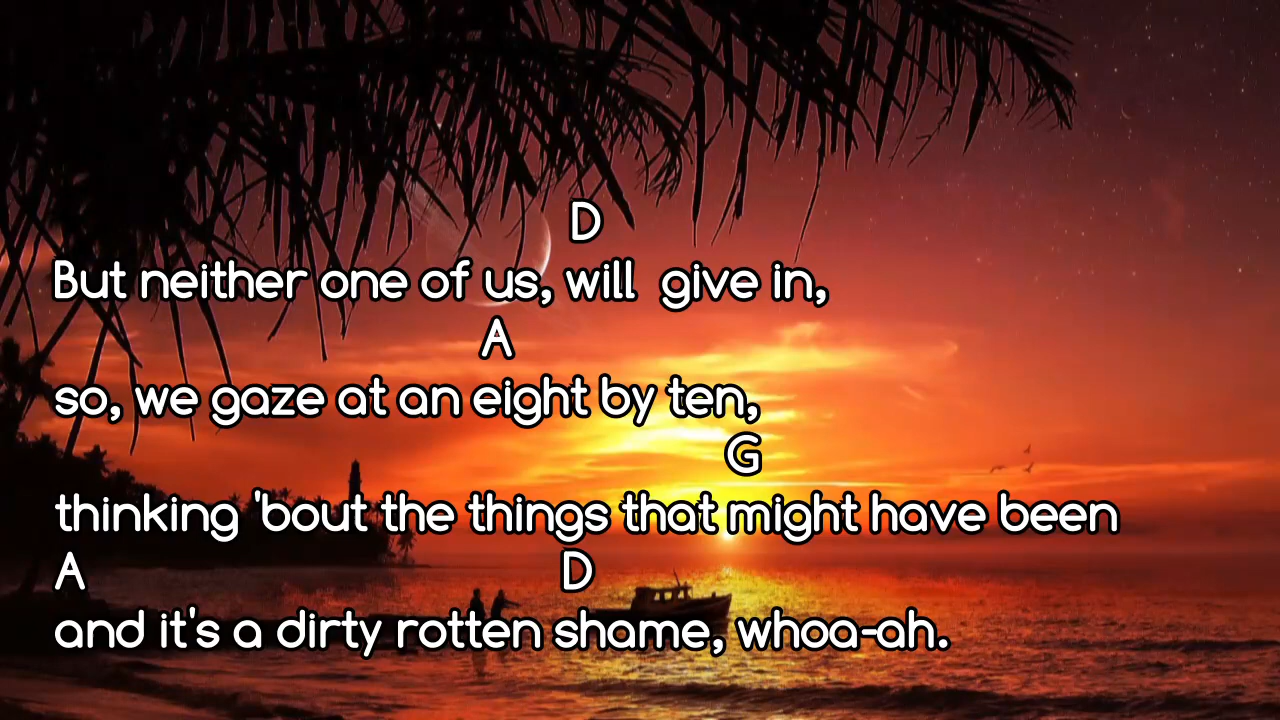 D
But neither one of us, will give in,
A
so, we gaze at an eight by ten,
G
thinking 'bout the things that might have been
A D
and it's a dirty rotten shame, whoa-ah.